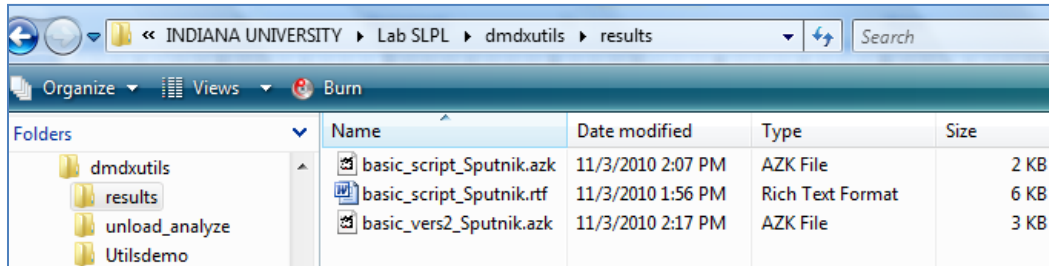 « INDIANA UNIVERSITY ▸ Lab SLPL ▸ dmdxutils ▸ results Search
Organize Views Burn
Folders Name Date modified Type Size
dmdxutils basic_script_Sputnik.azk 11/3/2010 2:07 PM AZK File 2 KB
results basic_script_Sputnik.rtf 11/3/2010 1:56 PM Rich Text Format 6 KB
unload_analyze basic_vers2_Sputnik.azk 11/3/2010 2:17 PM AZK File 3 KB
Utilsdemo